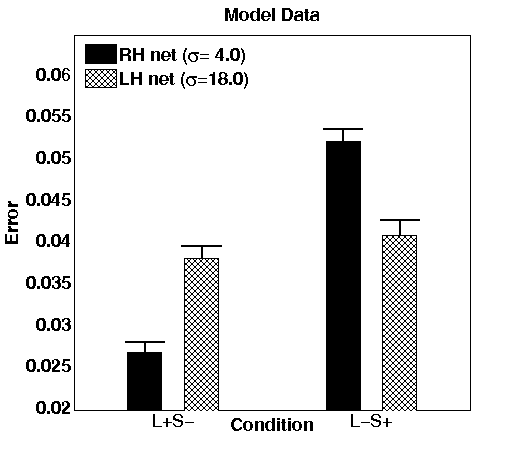 Model Data
RH net (σ= 4.0)
LH net (σ=18.0)
0.06
0.055
0.05
0.045
0.04
0.035
0.03
0.025
0.02
Error
L+S−
L−S+
Condition